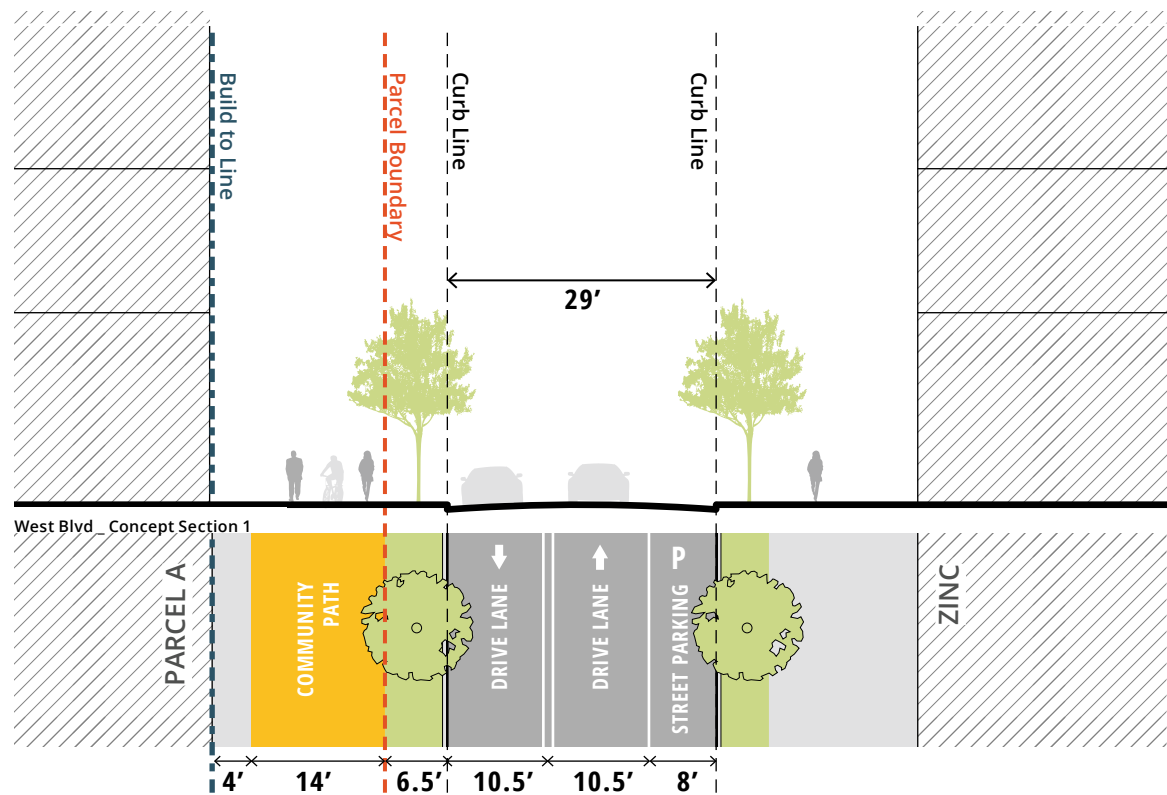 Build to Line
Parcel Boundary
Curb Line
Curb Line
29’
West Blvd _ Concept Section 1
PARCEL A
COMMUNITY
PATH
DRIVE LANE
DRIVE LANE
P
STREET PARKING
ZINC
4’
14’
6.5’
10.5’
10.5’
8’